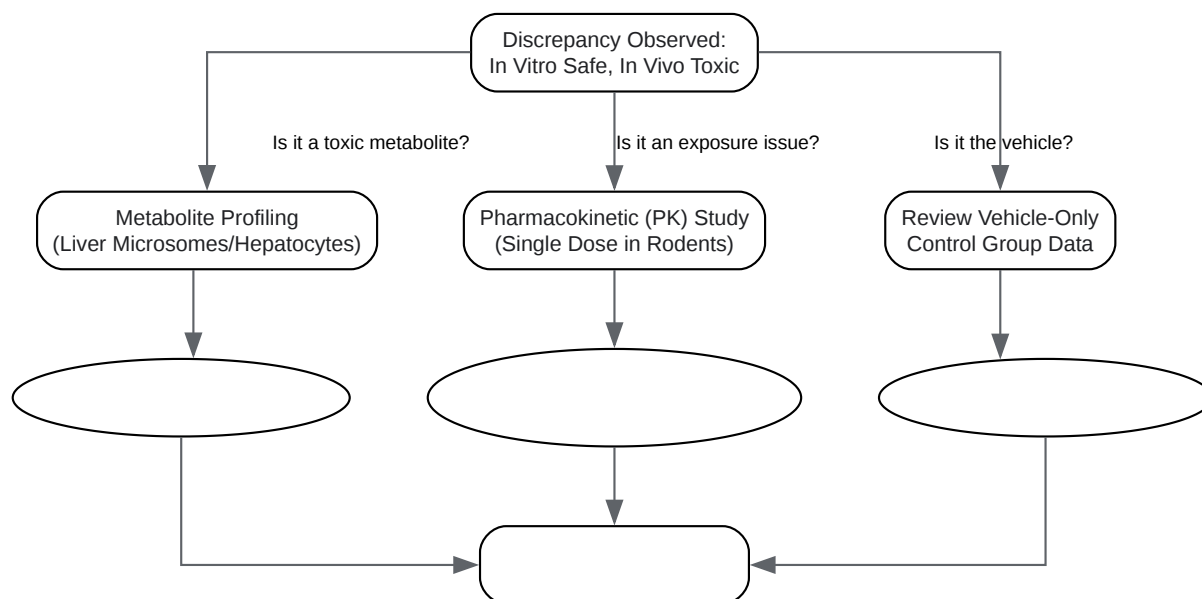 Discrepancy Observed:
In Vitro Safe, In Vivo Toxic
Is it a toxic metabolite?
Is it an exposure issue?
Is it the vehicle?
Metabolite Profiling
(Liver Microsomes/Hepatocytes)
Pharmacokinetic (PK) Study
(Single Dose in Rodents)
Review Vehicle-Only
Control Group Data